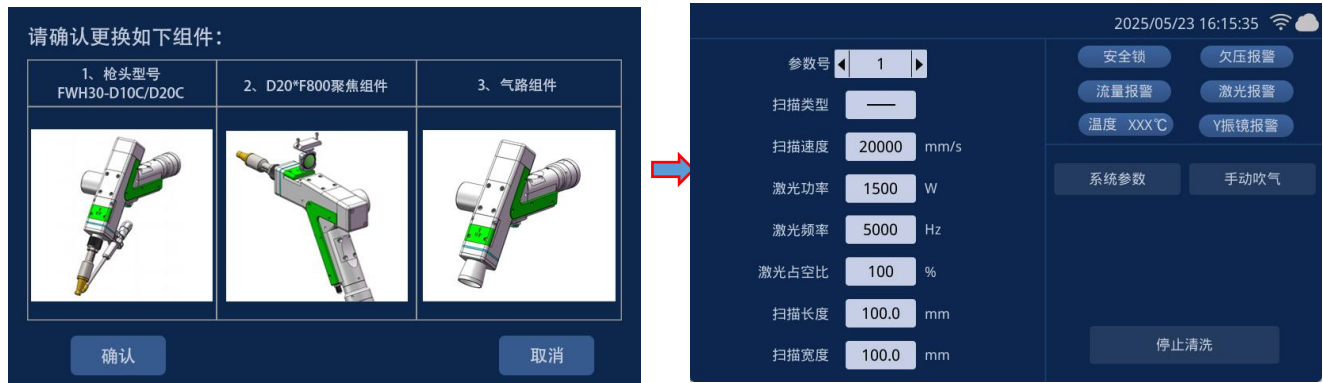 请确认更换如下组件：
1、枪头型号
FWH30-D10C/D20C
2、D20*F800聚焦组件
3、气路组件
确认
取消
2025/05/23 16:15:35
参数号 1
扫描类型
扫描速度 20000 mm/s
激光功率 1500 W
激光频率 5000 Hz
激光占空比 100 %
扫描长度 100.0 mm
扫描宽度 100.0 mm
安全锁 欠压报警
流量报警 激光报警
温度 XXX℃ Y振镜报警
系统参数 手动吹气
停止清洗